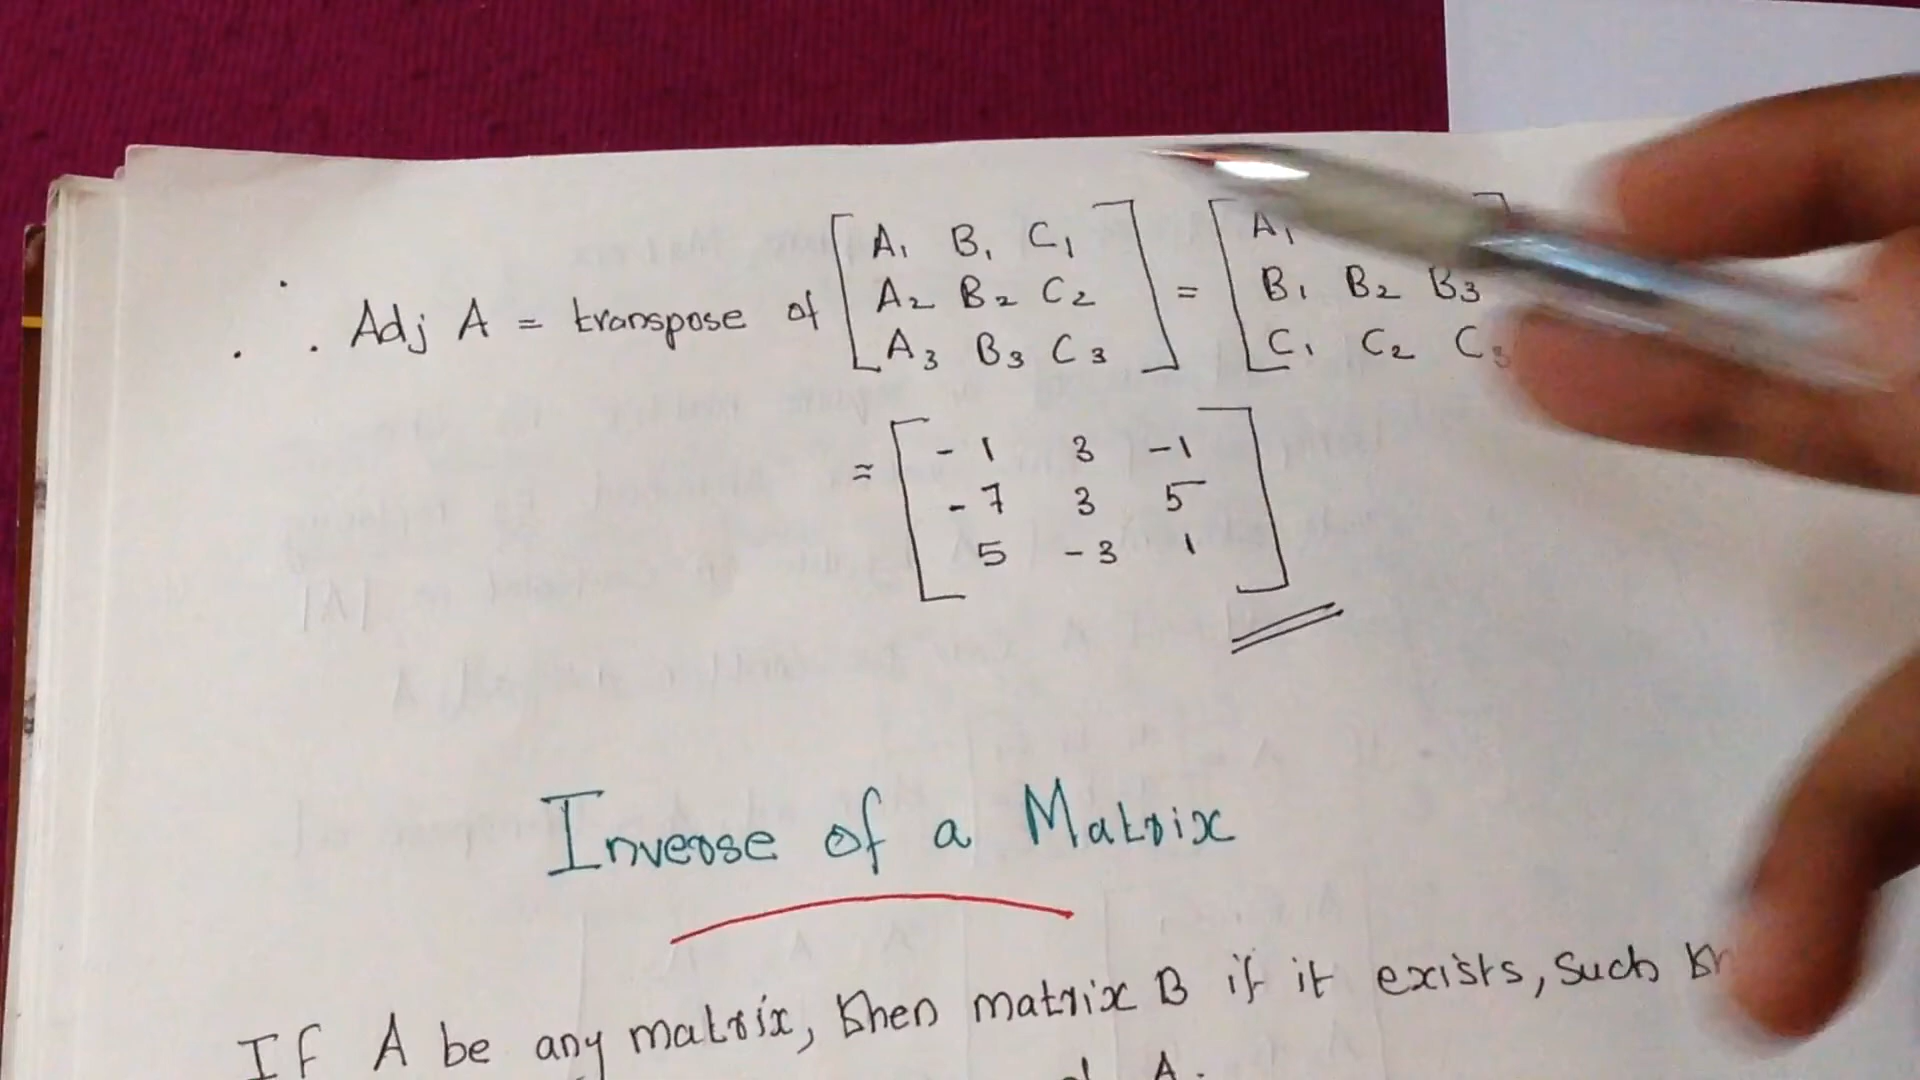 ∴ Adj A = transpose of [A₁ B₁ C₁ A₂ B₂ C₂ A₃ B₃ C₃] = [A₁ B₁ B₂ B₃ C₁ C₂ C₃
= [-1 3 -1
-7 3 5
5 -3 1]
Inverse of a Matrix
If A be any matrix, then matrix B if it exists, such
A.